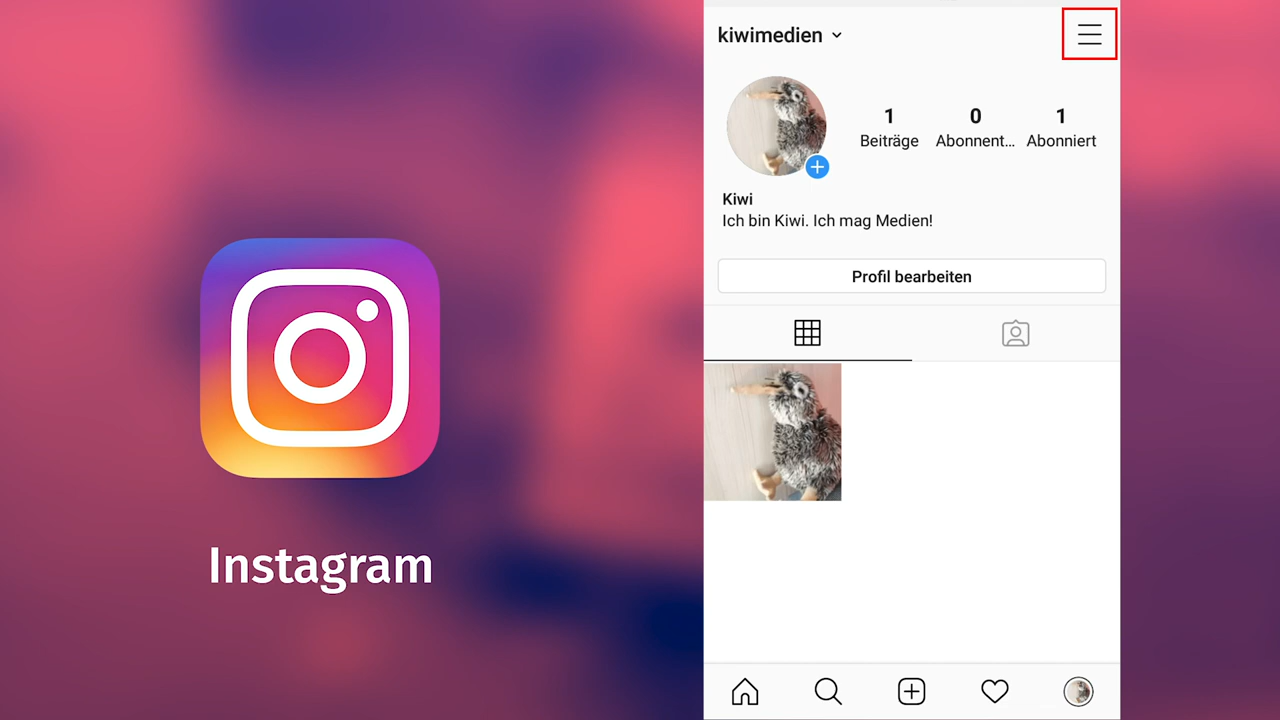 Instagram
kiwimedien
1 0 1
Beiträge Abonnent... Abonniert
Kiwi
Ich bin Kiwi. Ich mag Medien!
Profil bearbeiten